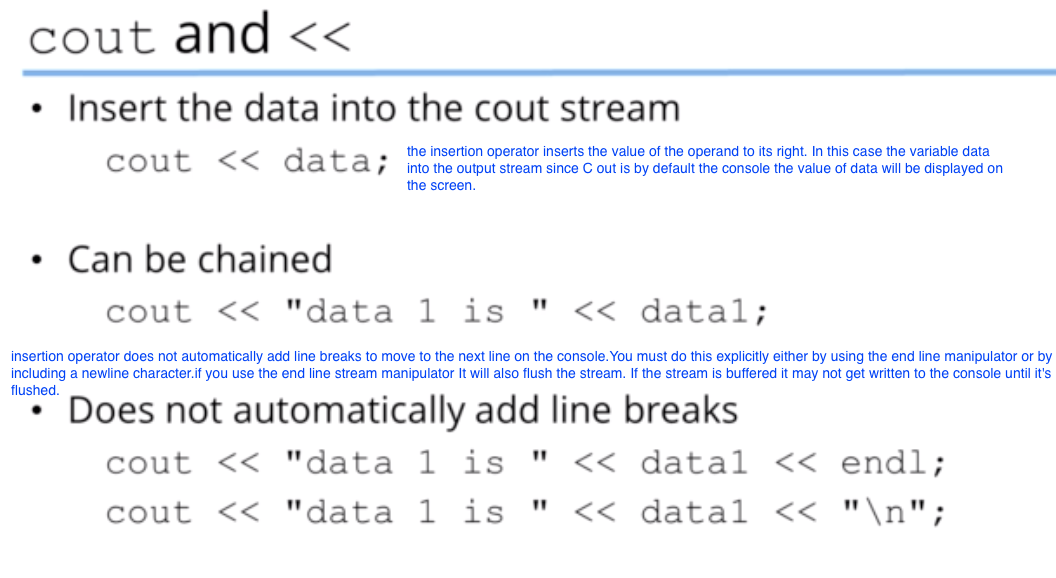 cout and <<
• Insert the data into the cout stream
cout << data;
the insertion operator inserts the value of the operand to its right. In this case the variable data
into the output stream since C out is by default the console the value of data will be displayed on
the screen.
• Can be chained
cout << "data 1 is " << data1;
insertion operator does not automatically add line breaks to move to the next line on the console.You must do this explicitly either by using the end line manipulator or by
including a newline character.if you use the end line stream manipulator It will also flush the stream. If the stream is buffered it may not get written to the console until it's
flushed.
• Does not automatically add line breaks
cout << "data 1 is " << data1 << endl;
cout << "data 1 is " << data1 << "\n";